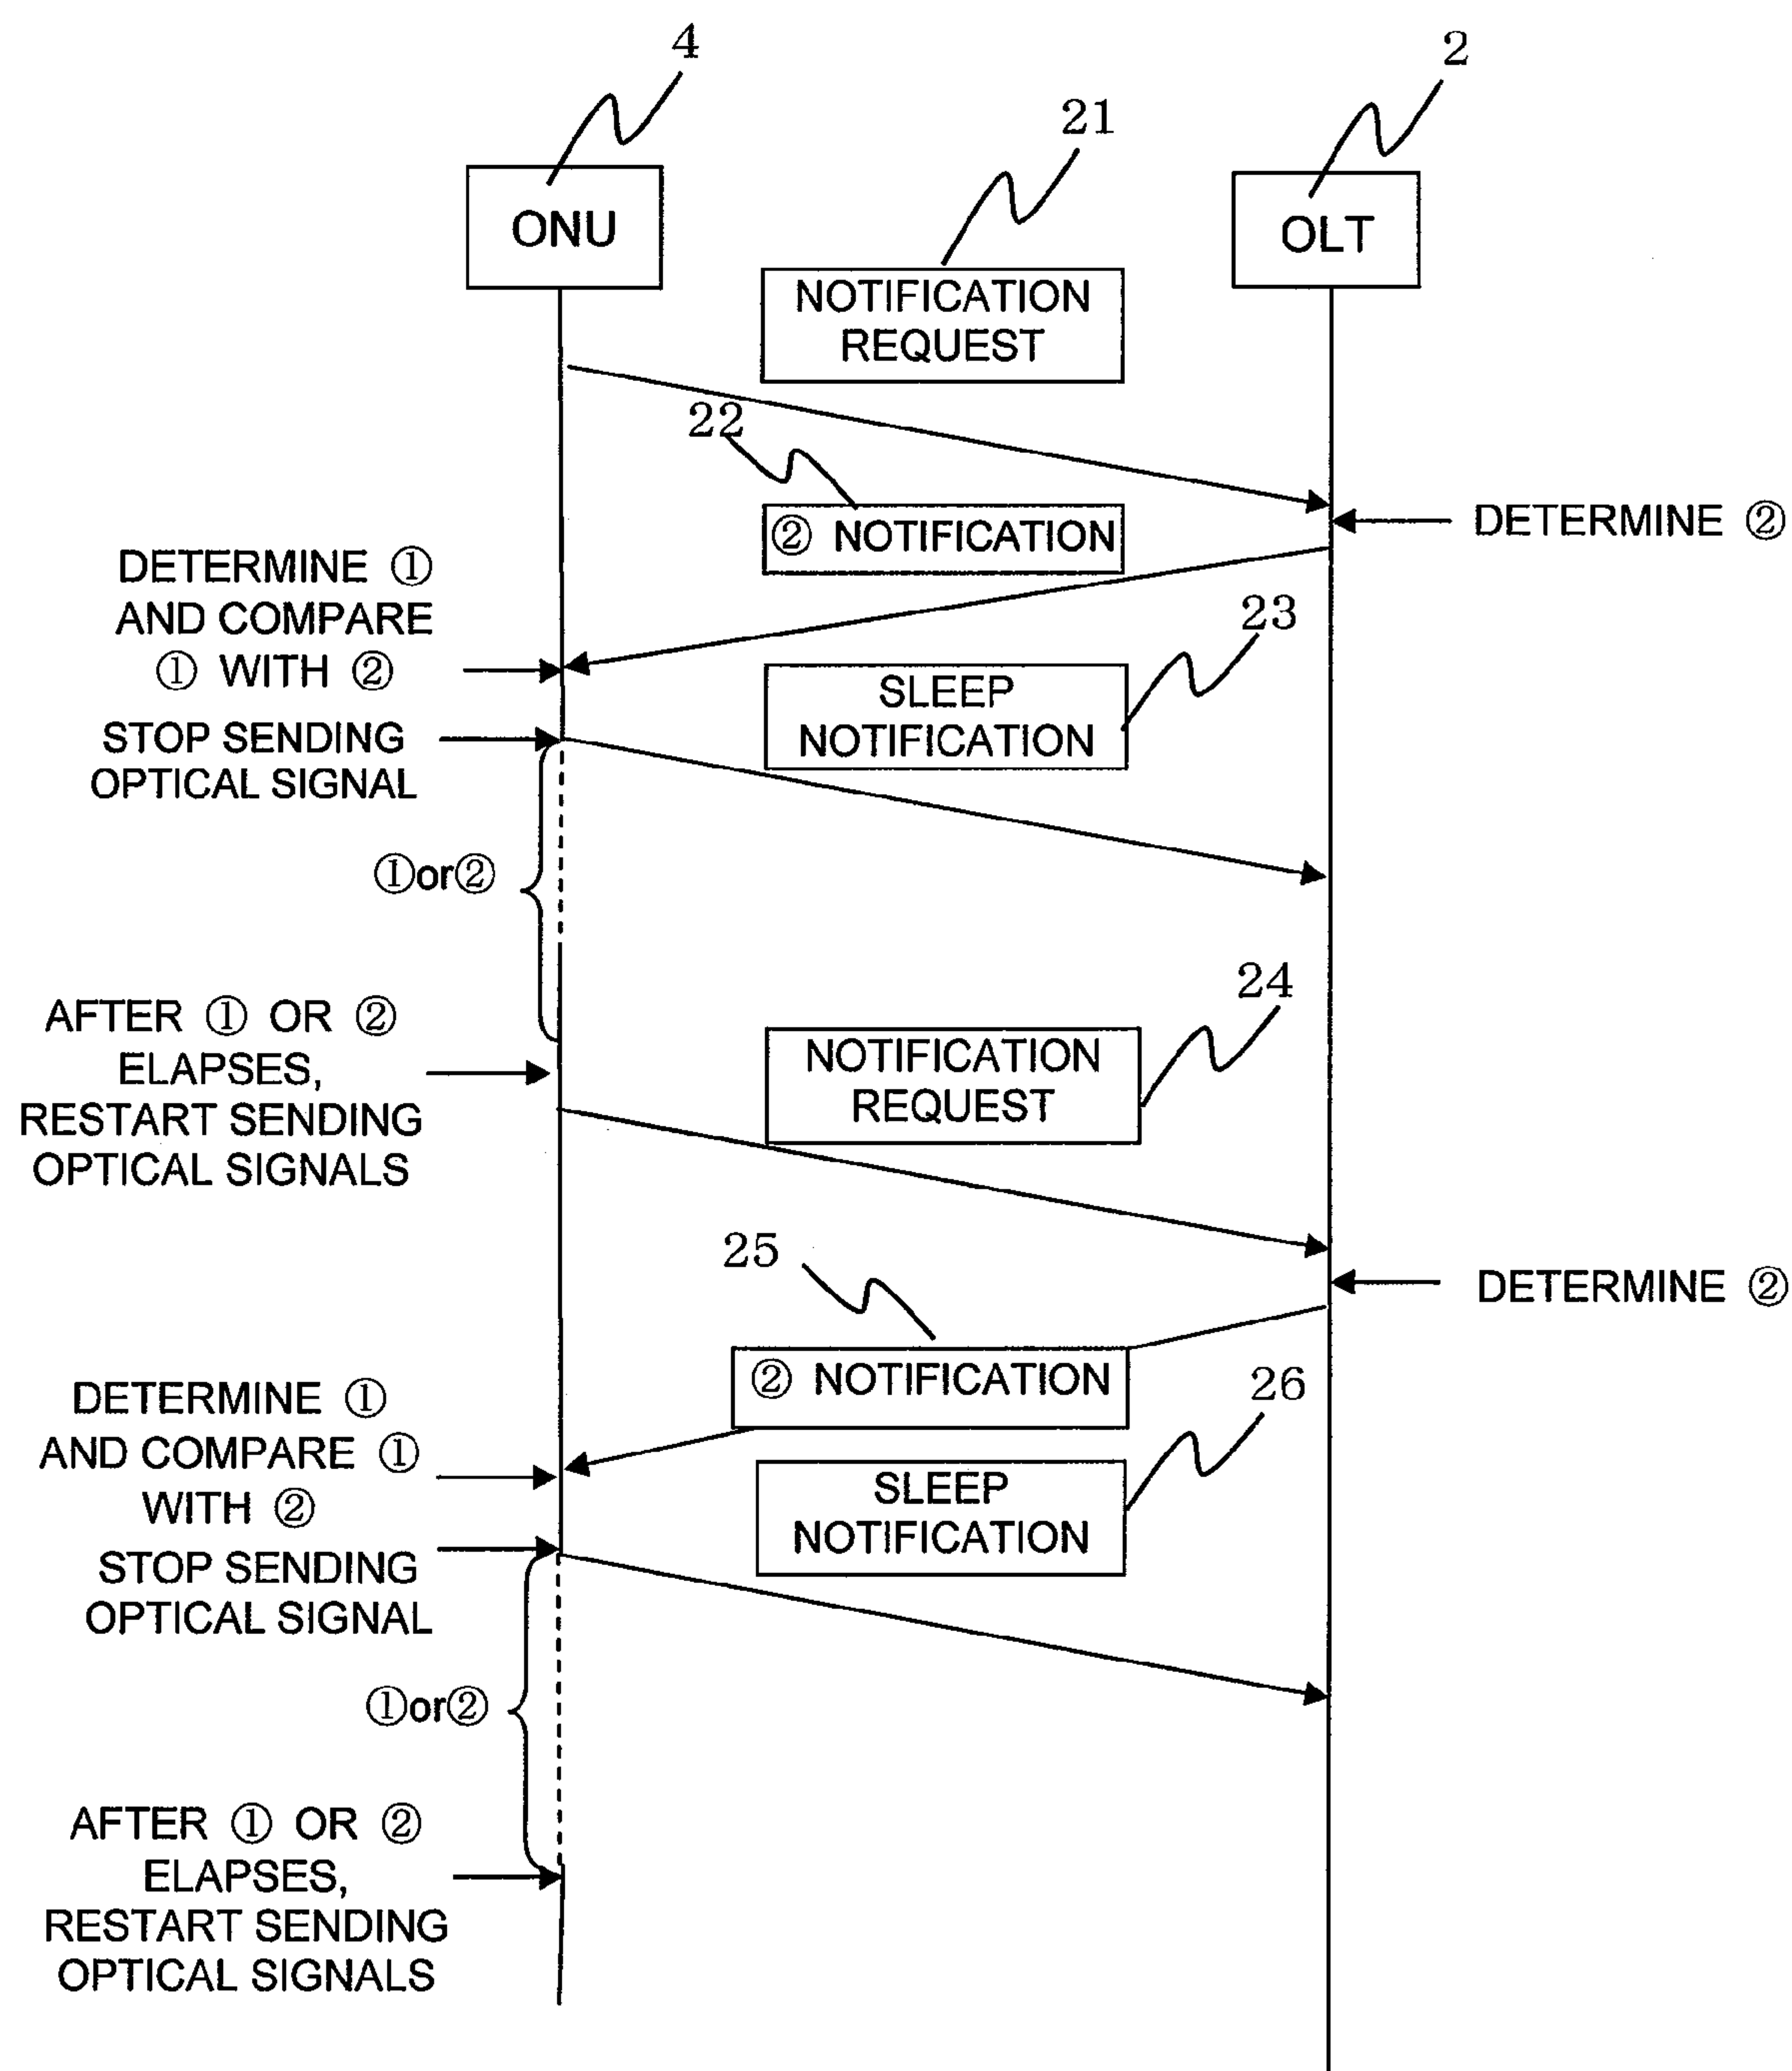 4
2
21
ONU
OLT
NOTIFICATION
REQUEST
22
② NOTIFICATION
DETERMINE ②
DETERMINE ①
AND COMPARE
① WITH ②
23
SLEEP
NOTIFICATION
STOP SENDING
OPTICAL SIGNAL
①or②
24
AFTER ① OR ②
ELAPSES,
RESTART SENDING
OPTICAL SIGNALS
NOTIFICATION
REQUEST
25
DETERMINE ②
② NOTIFICATION
26
DETERMINE ①
AND COMPARE ①
WITH ②
SLEEP
NOTIFICATION
STOP SENDING
OPTICAL SIGNAL
①or②
AFTER ① OR ②
ELAPSES,
RESTART SENDING
OPTICAL SIGNALS